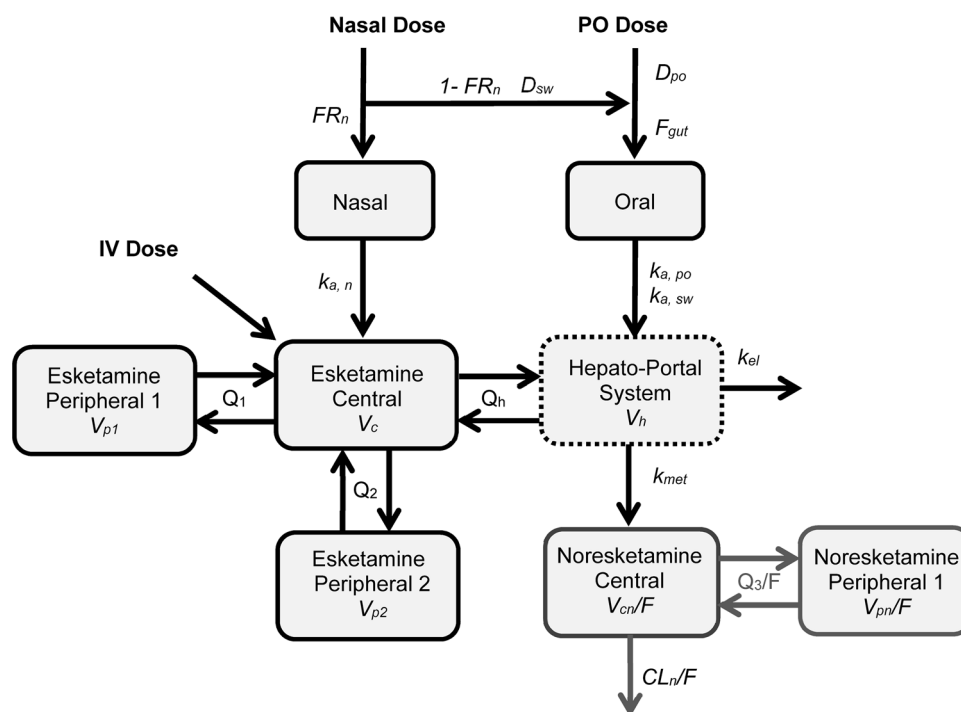 Nasal Dose
PO Dose
1- FRn Dsw
Dpo
FRn
Fgut
Nasal
Oral
IV Dose
ka, n
ka, po
ka, sw
Esketamine
Peripheral 1
Vp1
Q1
Esketamine
Central
Vc
Qh
Hepato-Portal
System
Vh
kel
Q2
kmet
Esketamine
Peripheral 2
Vp2
Noresketamine
Central
Vcn/F
Q3/F
Noresketamine
Peripheral 1
Vpn/F
CLn/F